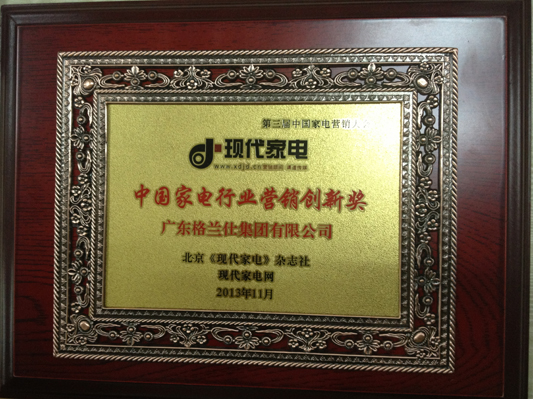 第三届中国家电营销大会
现代家电
www.xdjd.cn
中国家电行业营销创新奖
广东格兰仕集团有限公司
北京《现代家电》杂志社
现代家电网
2013年11月